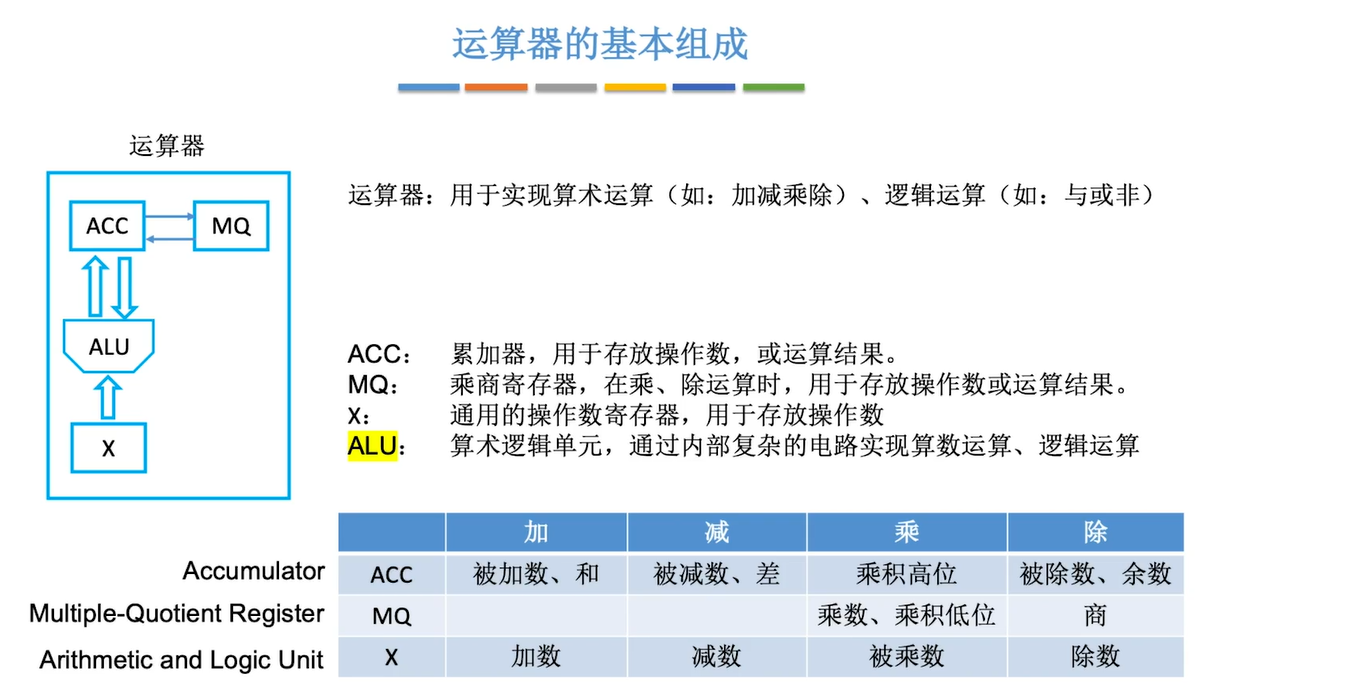 运算器的基本组成
运算器
ACC
MQ
ALU
X
运算器：用于实现算术运算（如：加减乘除）、逻辑运算（如：与或非）
ACC： 累加器，用于存放操作数，或运算结果。
MQ： 乘商寄存器，在乘、除运算时，用于存放操作数或运算结果。
X： 通用的操作数寄存器，用于存放操作数
ALU： 算术逻辑单元，通过内部复杂的电路实现算数运算、逻辑运算
加 减 乘 除
Accumulator ACC 被加数、和 被减数、差 乘积高位 被除数、余数
Multiple-Quotient Register MQ 乘数、乘积低位 商
Arithmetic and Logic Unit X 加数 减数 被乘数 除数